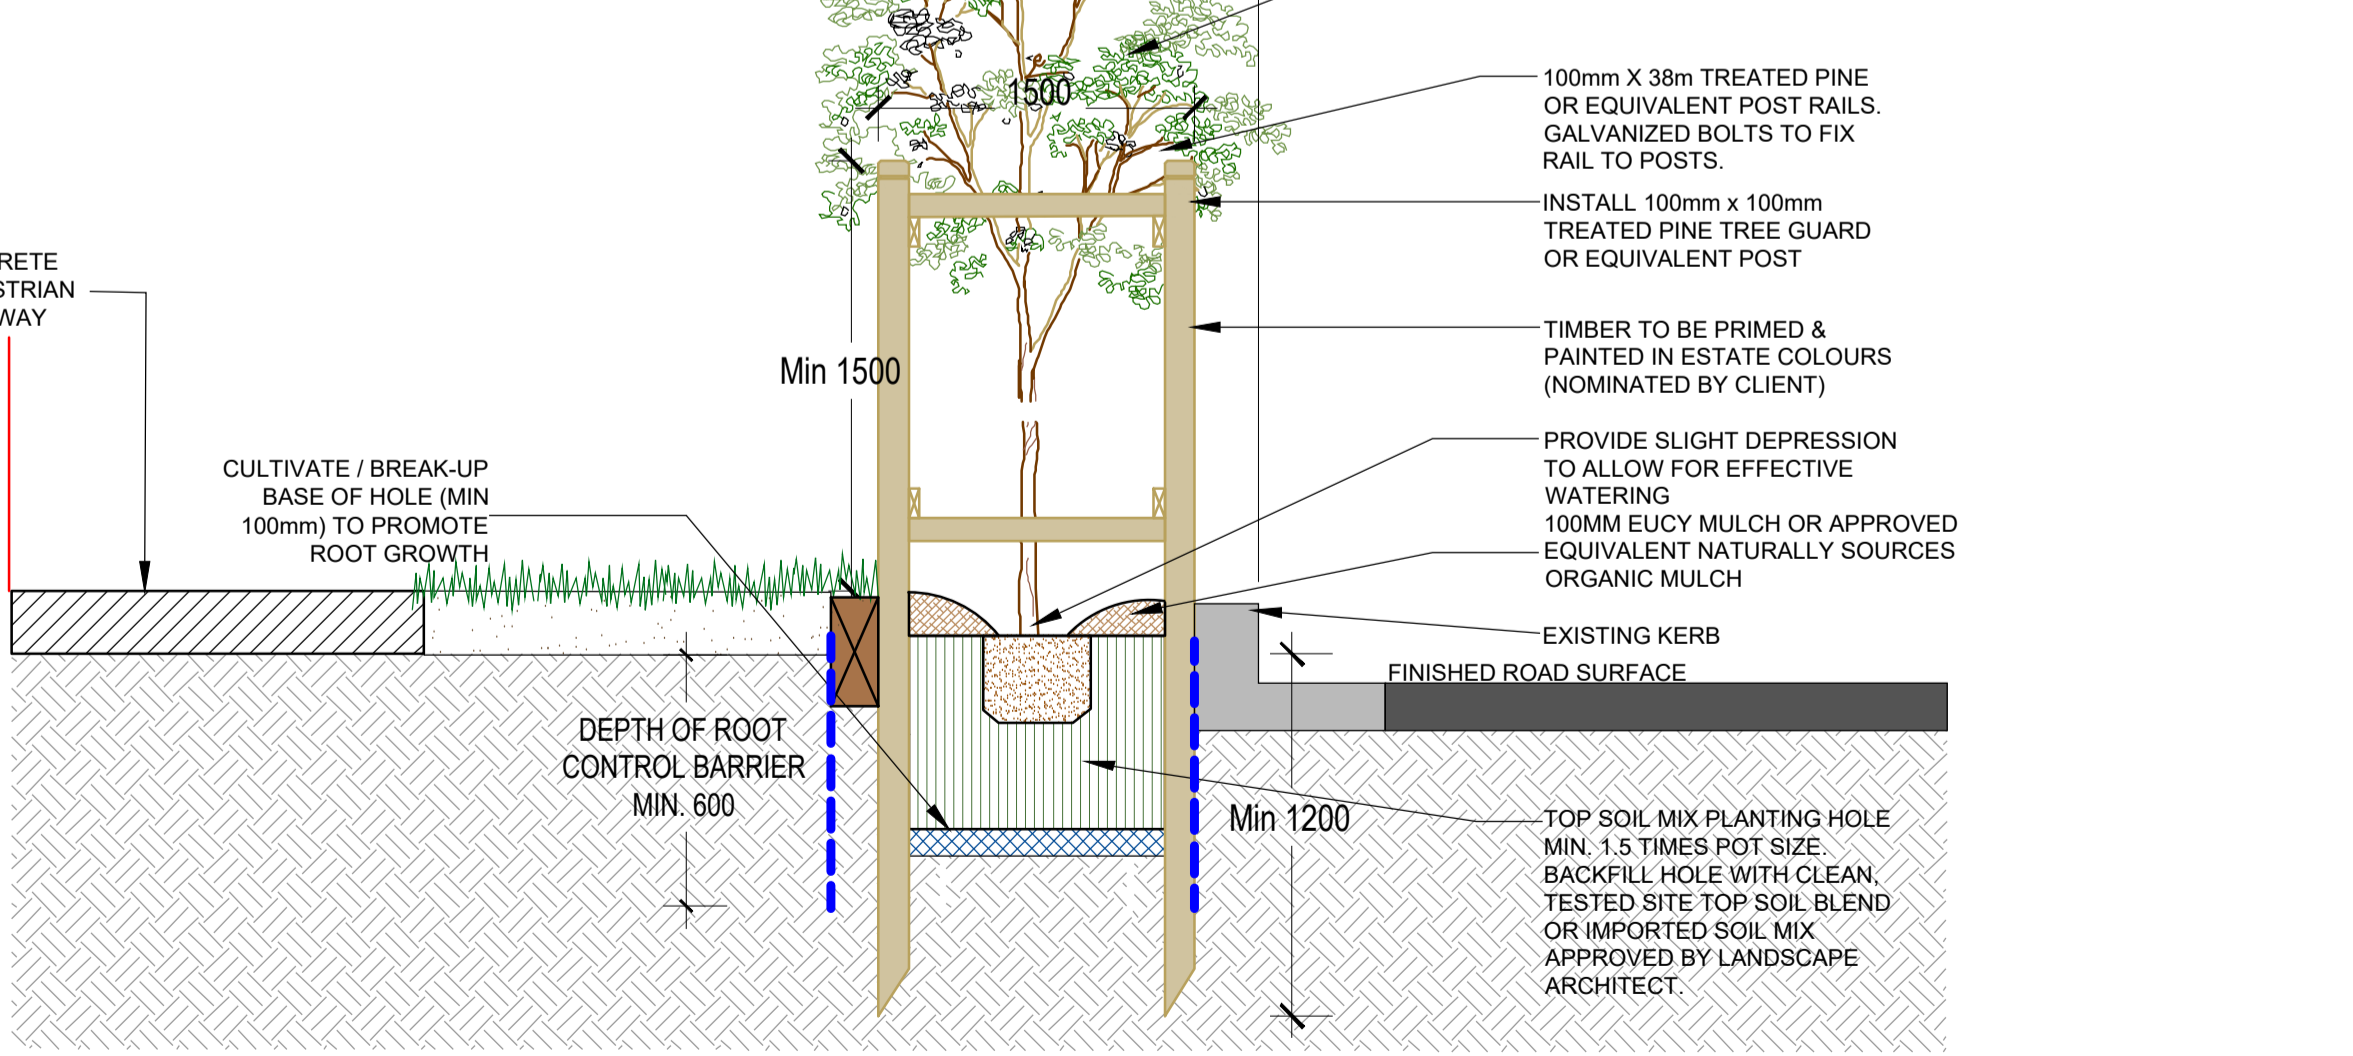 1500
100mm X 38m TREATED PINE
OR EQUIVALENT POST RAILS.
GALVANIZED BOLTS TO FIX
RAIL TO POSTS.
INSTALL 100mm x 100mm
TREATED PINE TREE GUARD
OR EQUIVALENT POST
RETE
STRIAN
WAY
TIMBER TO BE PRIMED &
PAINTED IN ESTATE COLOURS
(NOMINATED BY CLIENT)
Min 1500
CULTIVATE / BREAK-UP
BASE OF HOLE (MIN
100mm) TO PROMOTE
ROOT GROWTH
PROVIDE SLIGHT DEPRESSION
TO ALLOW FOR EFFECTIVE
WATERING
100MM EUCY MULCH OR APPROVED
EQUIVALENT NATURALLY SOURCES
ORGANIC MULCH
EXISTING KERB
FINISHED ROAD SURFACE
DEPTH OF ROOT
CONTROL BARRIER
MIN. 600
Min 1200
TOP SOIL MIX PLANTING HOLE
MIN. 1.5 TIMES POT SIZE.
BACKFILL HOLE WITH CLEAN,
TESTED SITE TOP SOIL BLEND
OR IMPORTED SOIL MIX
APPROVED BY LANDSCAPE
ARCHITECT.